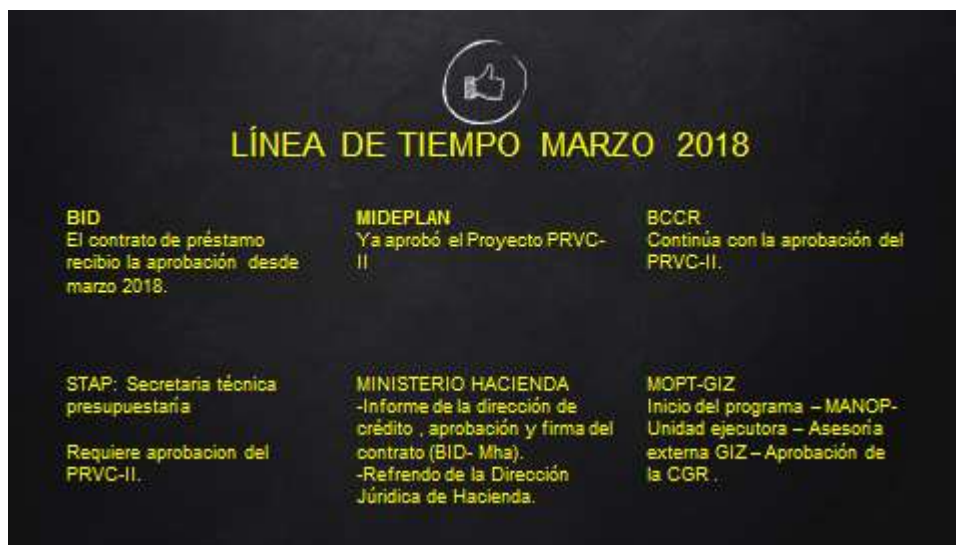 LÍNEA DE TIEMPO MARZO 2018
BID
El contrato de préstamo
recibio la aprobación desde
marzo 2018.
MIDEPLAN
Ya aprobó el Proyecto PRVC-
II
BCCR
Continúa con la aprobación del
PRVC-II.
STAP: Secretaria técnica
presupuestaría
Requiere aprobacion del
PRVC-II.
MINISTERIO HACIENDA
-Informe de la dirección de
crédito , aprobación y firma del
contrato (BID- Mha).
-Refrendo de la Dirección
Júridica de Hacienda.
MOPT-GIZ
Inicio del programa – MANOP-
Unidad ejecutora – Asesoría
externa GIZ – Aprobación de
la CGR .